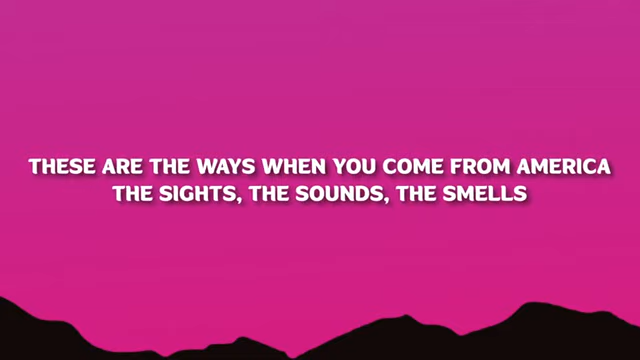 THESE ARE THE WAYS WHEN YOU COME FROM AMERICA
THE SIGHTS, THE SOUNDS, THE SMELLS